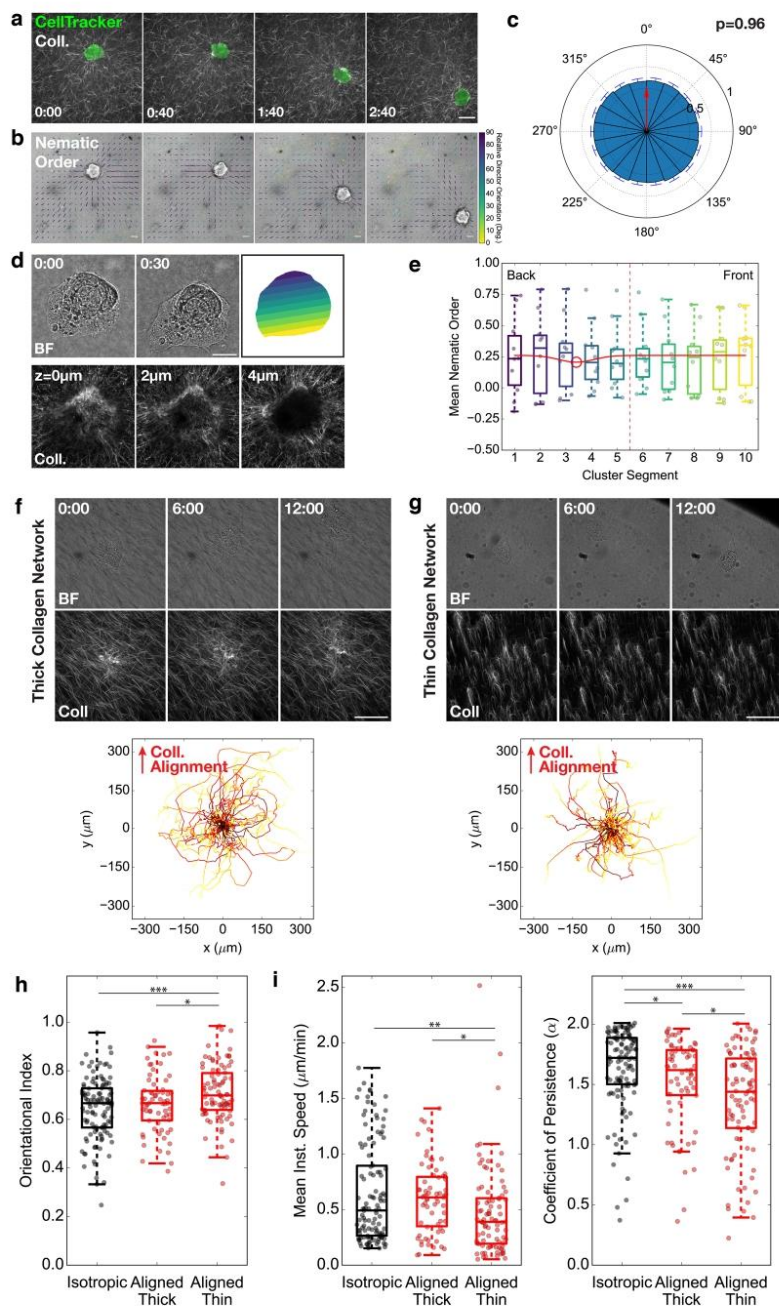 a
CellTracker
Coll.
0:00
0:40
1:40
2:40
b
Nematic
Order
90
80
70
60
50
40
30
20
10
0
Relative Director Orientation (Deg.)
c
p=0.96
0°
45°
90°
135°
180°
225°
270°
315°
0.5
1
d
0:00
0:30
BF
z=0µm
2µm
4µm
Coll.
e
Back
Front
Mean Nematic Order
1.00
0.75
0.50
0.25
0.00
−0.25
−0.50
1 2 3 4 5 6 7 8 9 10
Cluster Segment
f
Thick Collagen Network
0:00
6:00
12:00
BF
Coll
Coll.
Alignment
y (µm)
300
150
0
−150
−300
−300 −150 0 150 300
x (µm)
g
Thin Collagen Network
0:00
6:00
12:00
BF
Coll
Coll.
Alignment
y (µm)
300
150
0
−150
−300
−300 −150 0 150 300
x (µm)
h
Orientational Index
1.0
0.8
0.6
0.4
0.2
0.0
***
*
Isotropic
Aligned
Thick
Aligned
Thin
i
Mean Inst. Speed (µm/min)
2.5
2.0
1.5
1.0
0.5
0.0
**
*
Isotropic
Aligned
Thick
Aligned
Thin
Coefficient of Persistence (α)
2.0
1.5
1.0
0.5
0.0
***
*
*
Isotropic
Aligned
Thick
Aligned
Thin